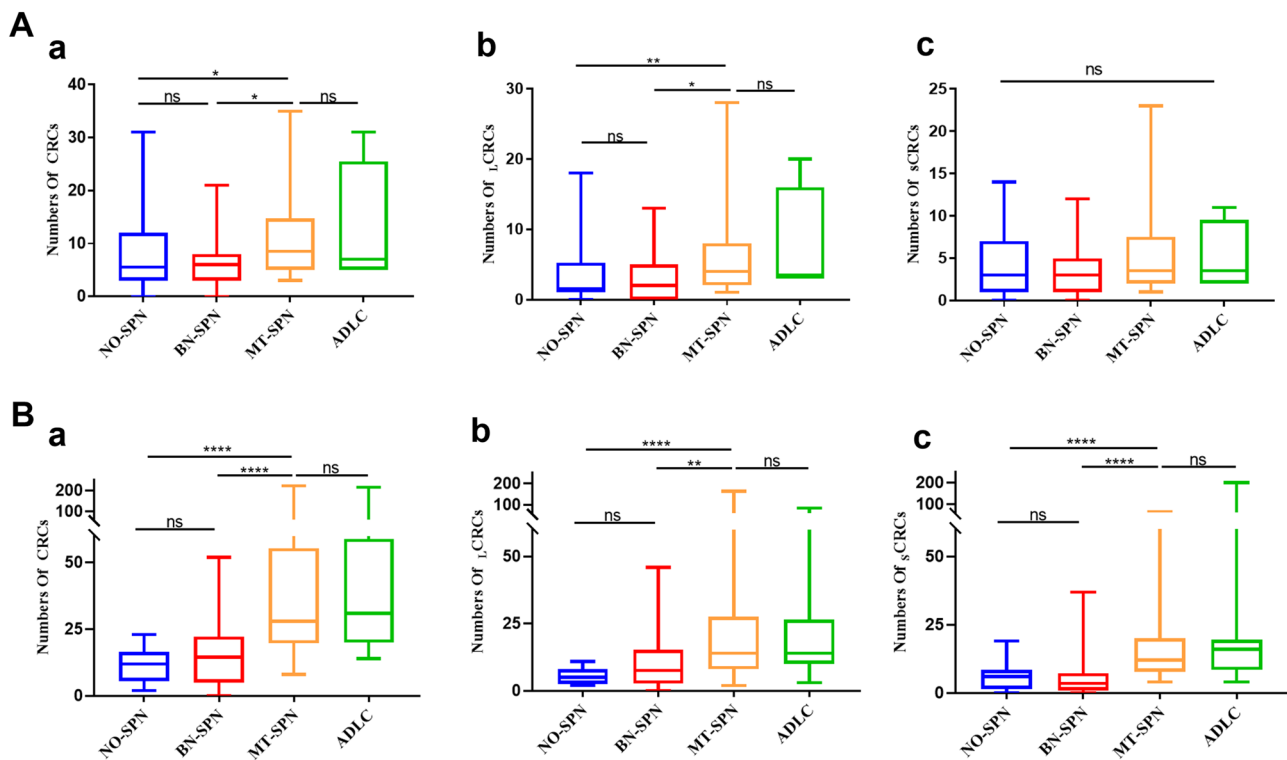 A
a
Numbers Of CRCs
40
30
20
10
0
*
ns
*
ns
NO-SPN
BN-SPN
MT-SPN
ADLC
b
Numbers Of LCRCs
30
20
10
0
**
*
ns
ns
NO-SPN
BN-SPN
MT-SPN
ADLC
c
Numbers Of sCRCs
25
20
15
10
5
0
ns
NO-SPN
BN-SPN
MT-SPN
ADLC
B
a
Numbers Of CRCs
200
100
50
25
0
****
****
ns
ns
NO-SPN
BN-SPN
MT-SPN
ADLC
b
Numbers Of LCRCs
200
100
50
25
0
****
**
ns
ns
NO-SPN
BN-SPN
MT-SPN
ADLC
c
Numbers Of sCRCs
200
100
50
25
0
****
****
ns
ns
NO-SPN
BN-SPN
MT-SPN
ADLC